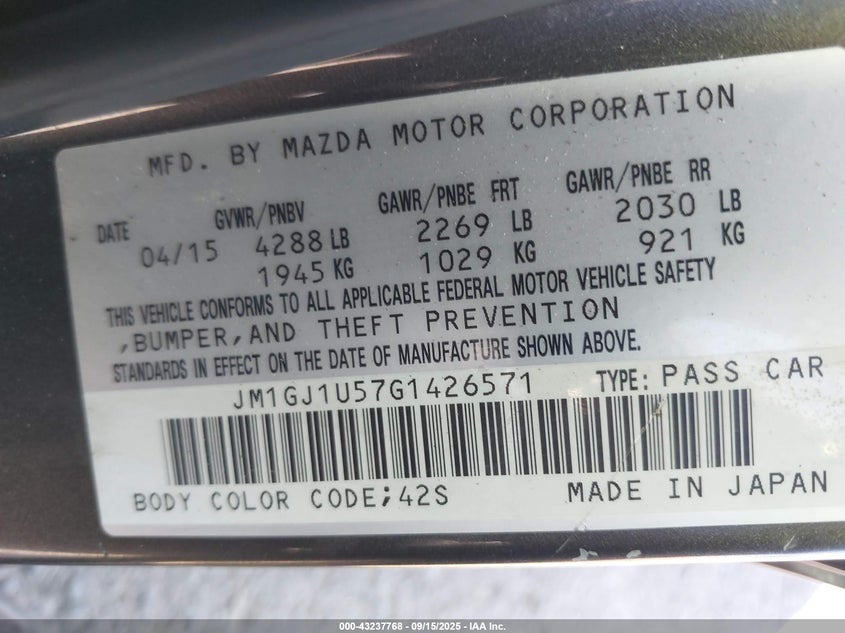 MFD. BY MAZDA MOTOR CORPORATION
DATE GVWR/PNBV GAWR/PNBE FRT GAWR/PNBE RR
04/15 4288 LB 2269 LB 2030 LB
1945 KG 1029 KG 921 KG
THIS VEHICLE CONFORMS TO ALL APPLICABLE FEDERAL MOTOR VEHICLE SAFETY
,BUMPER,AND THEFT PREVENTION
STANDARDS IN EFFECT ON THE DATE OF MANUFACTURE SHOWN ABOVE.
JM1GJ1U57G1426571 TYPE: PASS CAR
BODY COLOR CODE;42S MADE IN JAPAN
000-43237768 - 09/15/2025 - IAA Inc.